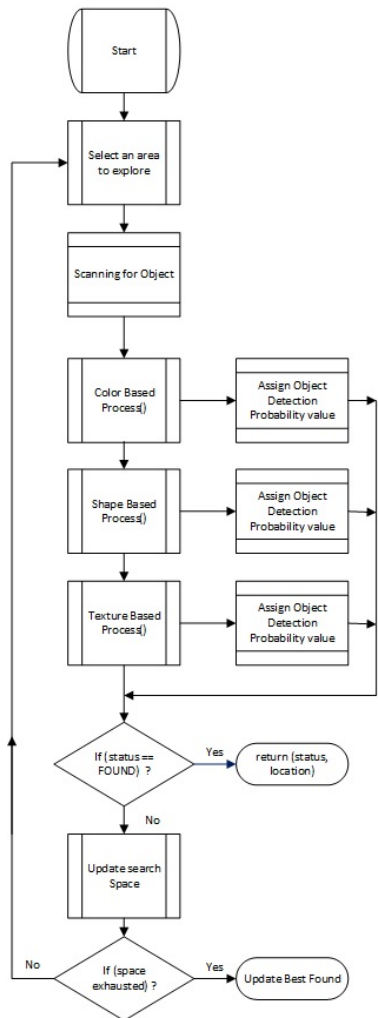 Start
Select an area
to explore
Scanning for Object
Color Based
Process()
Assign Object
Detection
Probability value
Shape Based
Process()
Assign Object
Detection
Probability value
Texture Based
Process()
Assign Object
Detection
Probability value
If (status ==
FOUND) ?
Yes
return (status,
location)
No
Update search
Space
No
If (space
exhausted) ?
Yes
Update Best Found